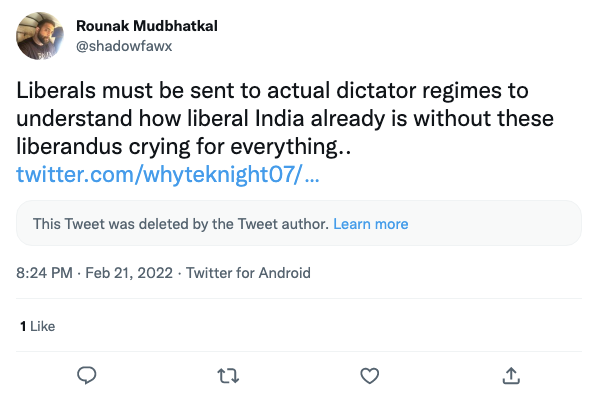 Rounak Mudbhatkal
@shadowfawx
Liberals must be sent to actual dictator regimes to
understand how liberal India already is without these
liberandus crying for everything..
twitter.com/whyteknight07/...
This Tweet was deleted by the Tweet author. Learn more
8:24 PM · Feb 21, 2022 · Twitter for Android
1 Like